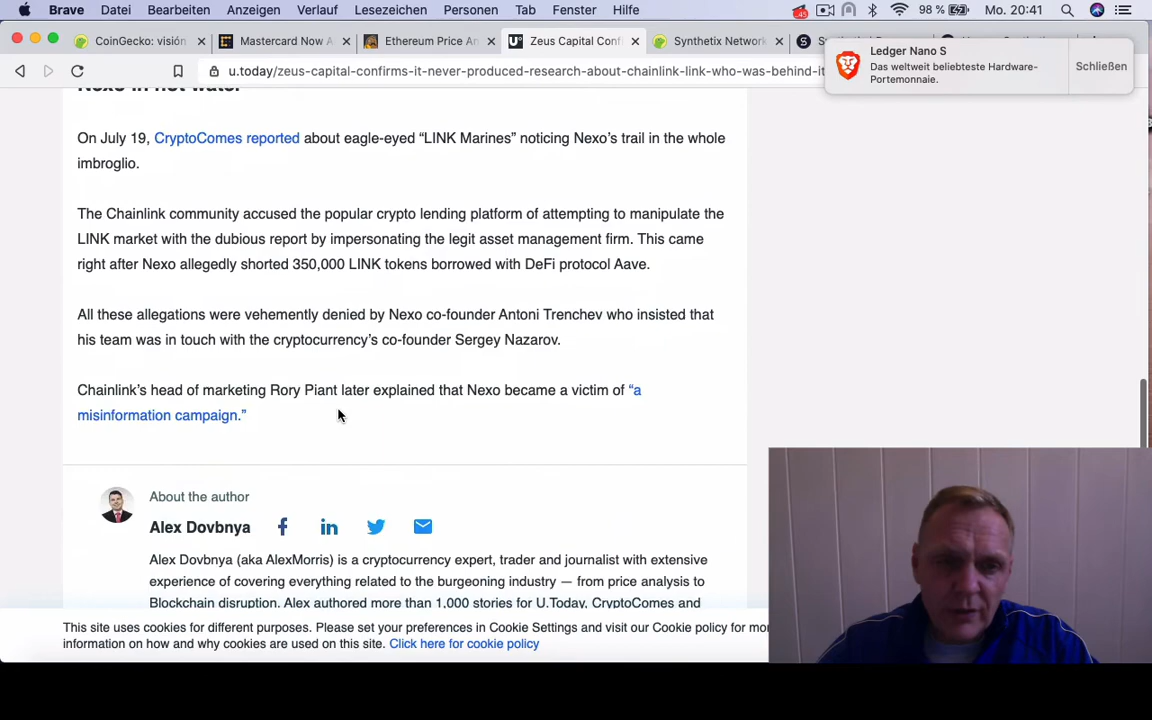 Brave Datei Bearbeiten Anzeigen Verlauf Lesezeichen Personen Tab Fenster Hilfe 98 % Mo. 20:41
CoinGecko: visión
Mastercard Now A
Ethereum Price An
Zeus Capital Conf
Synthetix Network
u.today/zeus-capital-confirms-it-never-produced-research-about-chainlink-link-who-was-behind-it
Ledger Nano S
Das weltweit beliebteste Hardware-
Portemonnaie.
Schließen
Nexo in hot water
On July 19, CryptoComes reported about eagle-eyed “LINK Marines” noticing Nexo’s trail in the whole
imbroglio.
The Chainlink community accused the popular crypto lending platform of attempting to manipulate the
LINK market with the dubious report by impersonating the legit asset management firm. This came
right after Nexo allegedly shorted 350,000 LINK tokens borrowed with DeFi protocol Aave.
All these allegations were vehemently denied by Nexo co-founder Antoni Trenchev who insisted that
his team was in touch with the cryptocurrency’s co-founder Sergey Nazarov.
Chainlink’s head of marketing Rory Piant later explained that Nexo became a victim of “a
misinformation campaign.”
About the author
Alex Dovbnya
Alex Dovbnya (aka AlexMorris) is a cryptocurrency expert, trader and journalist with extensive
experience of covering everything related to the burgeoning industry — from price analysis to
Blockchain disruption. Alex authored more than 1,000 stories for U.Today, CryptoComes and
This site uses cookies for different purposes. Please set your preferences in Cookie Settings and visit our Cookie policy for mor
information on how and why cookies are used on this site. Click here for cookie policy